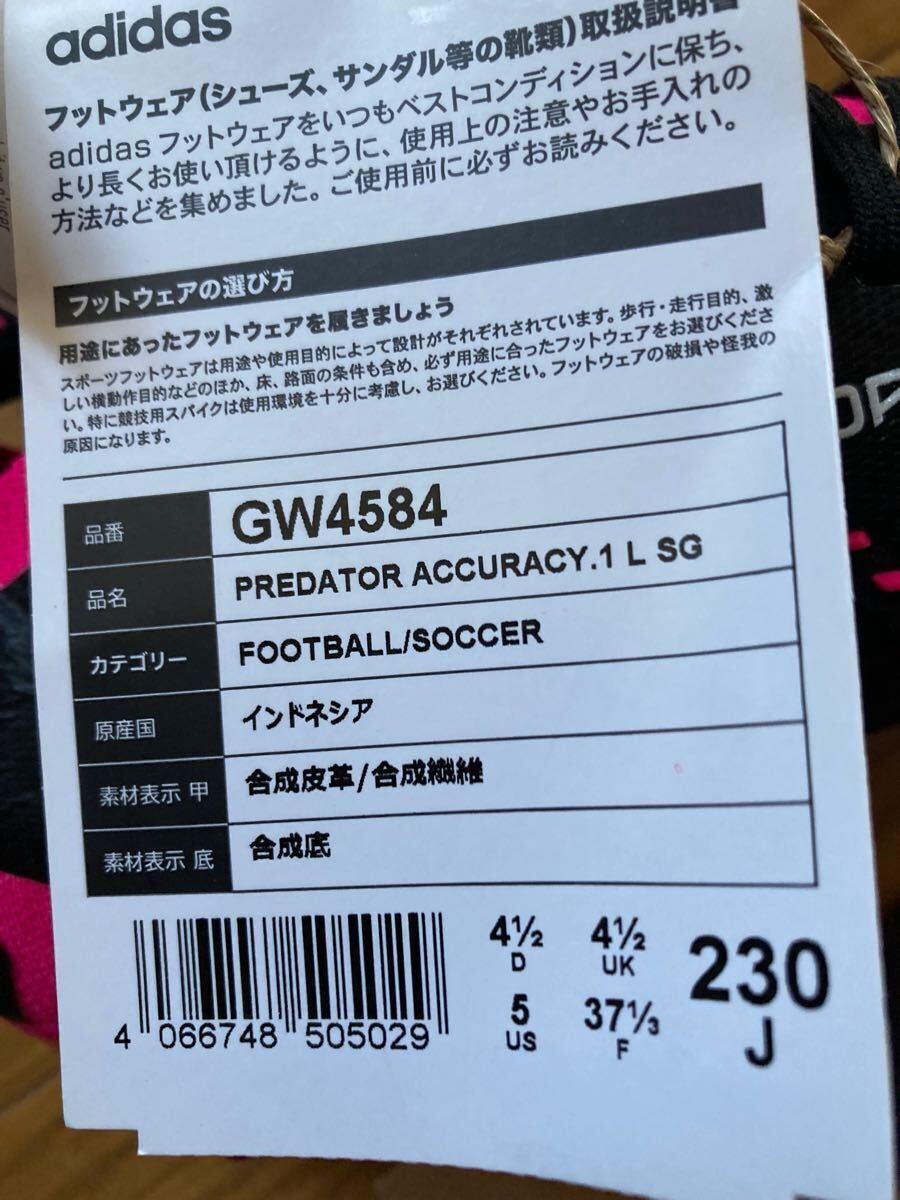 adidas
フットウェア(シューズ、サンダル等の靴類)取扱説明書
adidas フットウェアをいつもベストコンディションに保ち、
より長くお使い頂けるように、使用上の注意やお手入れの
方法などを集めました。ご使用前に必ずお読みください。
フットウェアの選び方
用途にあったフットウェアを履きましょう
スポーツフットウェアは用途や使用目的によって設計がそれぞれされています。歩行・走行目的、激
しい横動作目的などのほか、床、路面の条件も含め、必ず用途に合ったフットウェアをお選びくださ
い。特に競技用スパイクは使用環境を十分に考慮し、お選びください。フットウェアの破損や怪我の
原因になります。
品番 GW4584
品名 PREDATOR ACCURACY.1 L SG
カテゴリー FOOTBALL/SOCCER
原産国 インドネシア
素材表示 甲 合成皮革/合成繊維
素材表示 底 合成底
4½ D 4½ UK
5 US 37⅓ F
230 J
4 066748 505029